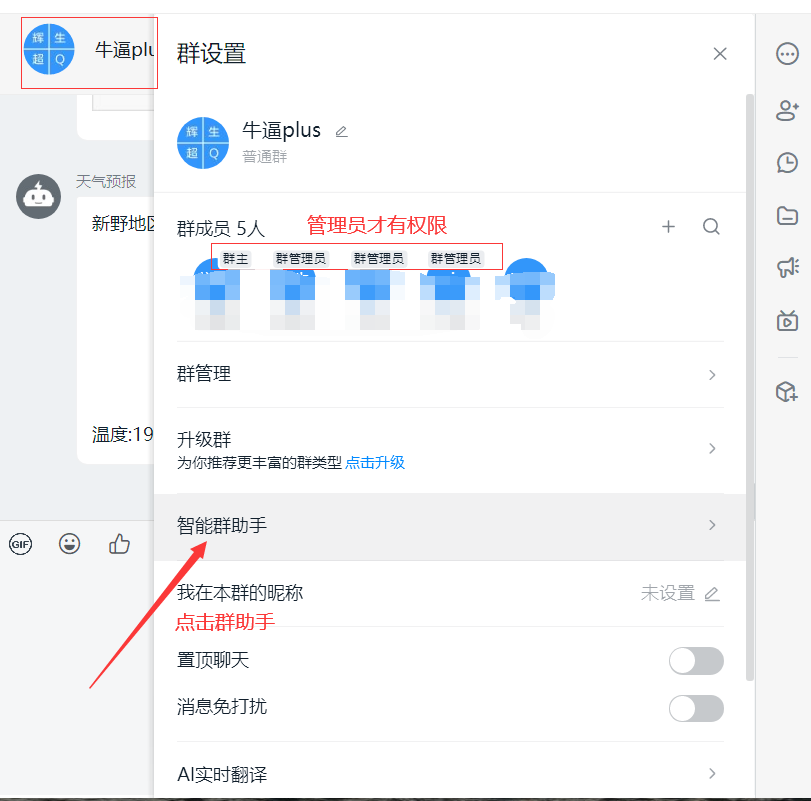 辉 生
超 Q
牛逼plu
群设置
辉 生
超 Q
牛逼plus
普通群
天气预报
新野地区
群成员 5人
管理员才有权限
群主
群管理员
群管理员
群管理员
群管理
温度:19
升级群
为你推荐更丰富的群类型 点击升级
智能群助手
GIF
我在本群的昵称
未设置
点击群助手
置顶聊天
消息免打扰
AI实时翻译